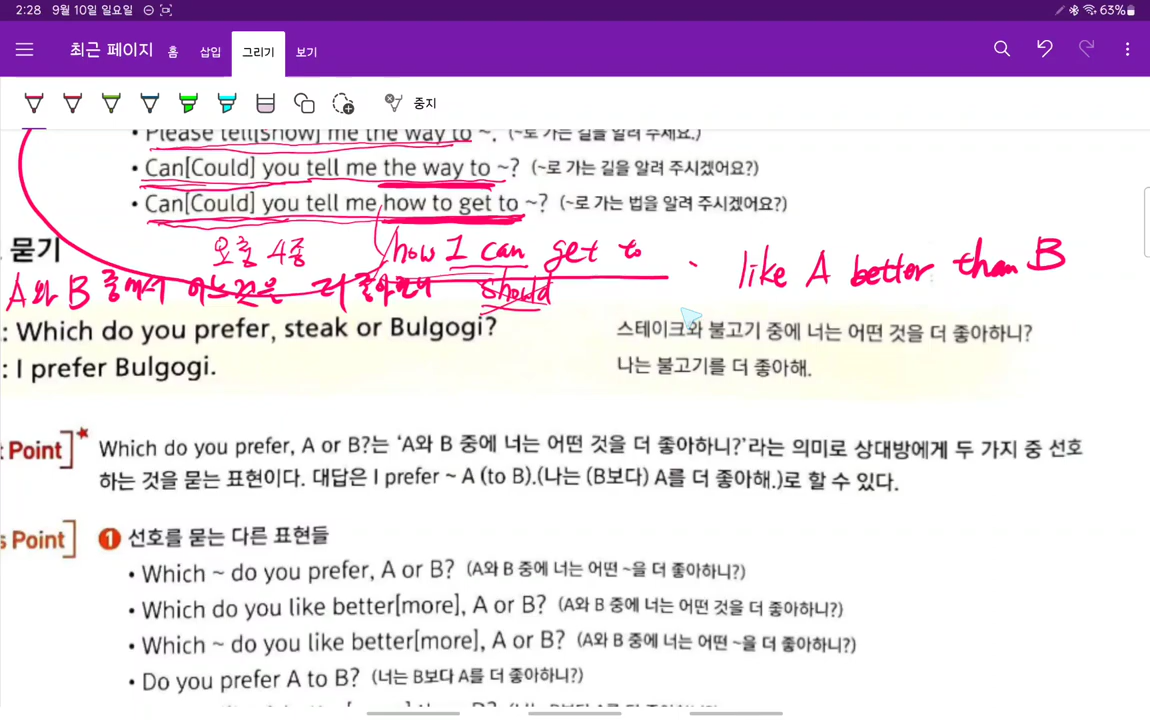 2:28 9월 10일 일요일 63%
최근 페이지 홈 삽입 그리기 보기
중지
• Please tell[show] me the way to ~. (~로 가는 길을 알려 주세요.)
• Can[Could] you tell me the way to ~? (~로 가는 길을 알려 주시겠어요?)
• Can[Could] you tell me how to get to ~? (~로 가는 법을 알려 주시겠어요?)
묻기
how I can get to
like A better than B
A와 B 중에서 어느것은 더 좋아하니
should
: Which do you prefer, steak or Bulgogi? 스테이크와 불고기 중에 너는 어떤 것을 더 좋아하니?
: I prefer Bulgogi. 나는 불고기를 더 좋아해.
t Point] Which do you prefer, A or B?는 ‘A와 B 중에 너는 어떤 것을 더 좋아하니?’라는 의미로 상대방에게 두 가지 중 선호
하는 것을 묻는 표현이다. 대답은 I prefer ~ A (to B).(나는 (B보다) A를 더 좋아해.)로 할 수 있다.
s Point] 1 선호를 묻는 다른 표현들
• Which ~ do you prefer, A or B? (A와 B 중에 너는 어떤 ~을 더 좋아하니?)
• Which do you like better[more], A or B? (A와 B 중에 너는 어떤 것을 더 좋아하니?)
• Which ~ do you like better[more], A or B? (A와 B 중에 너는 어떤 ~을 더 좋아하니?)
• Do you prefer A to B? (너는 B보다 A를 더 좋아하니?)